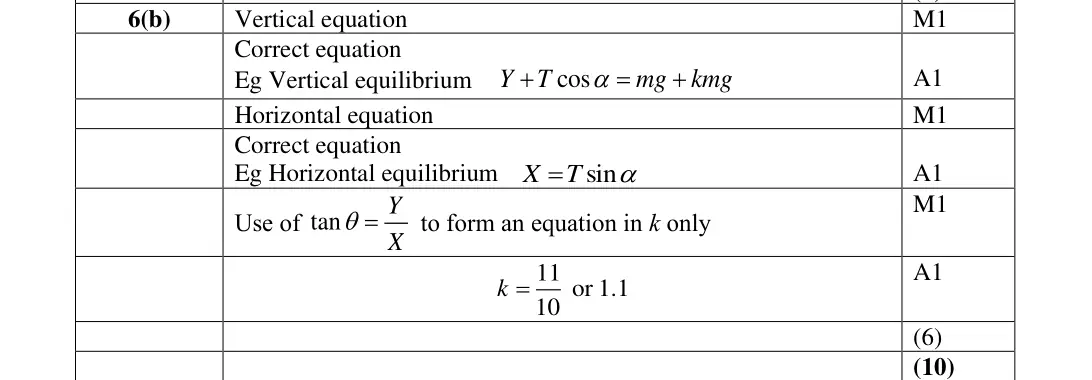 6(b) Vertical equation M1
Correct equation
Eg Vertical equilibrium Y + T cos α = mg + kmg A1
Horizontal equation M1
Correct equation
Eg Horizontal equilibrium X = T sin α A1
Use of tan θ = Y/X to form an equation in k only M1
k = 11/10 or 1.1 A1
(6)
(10)